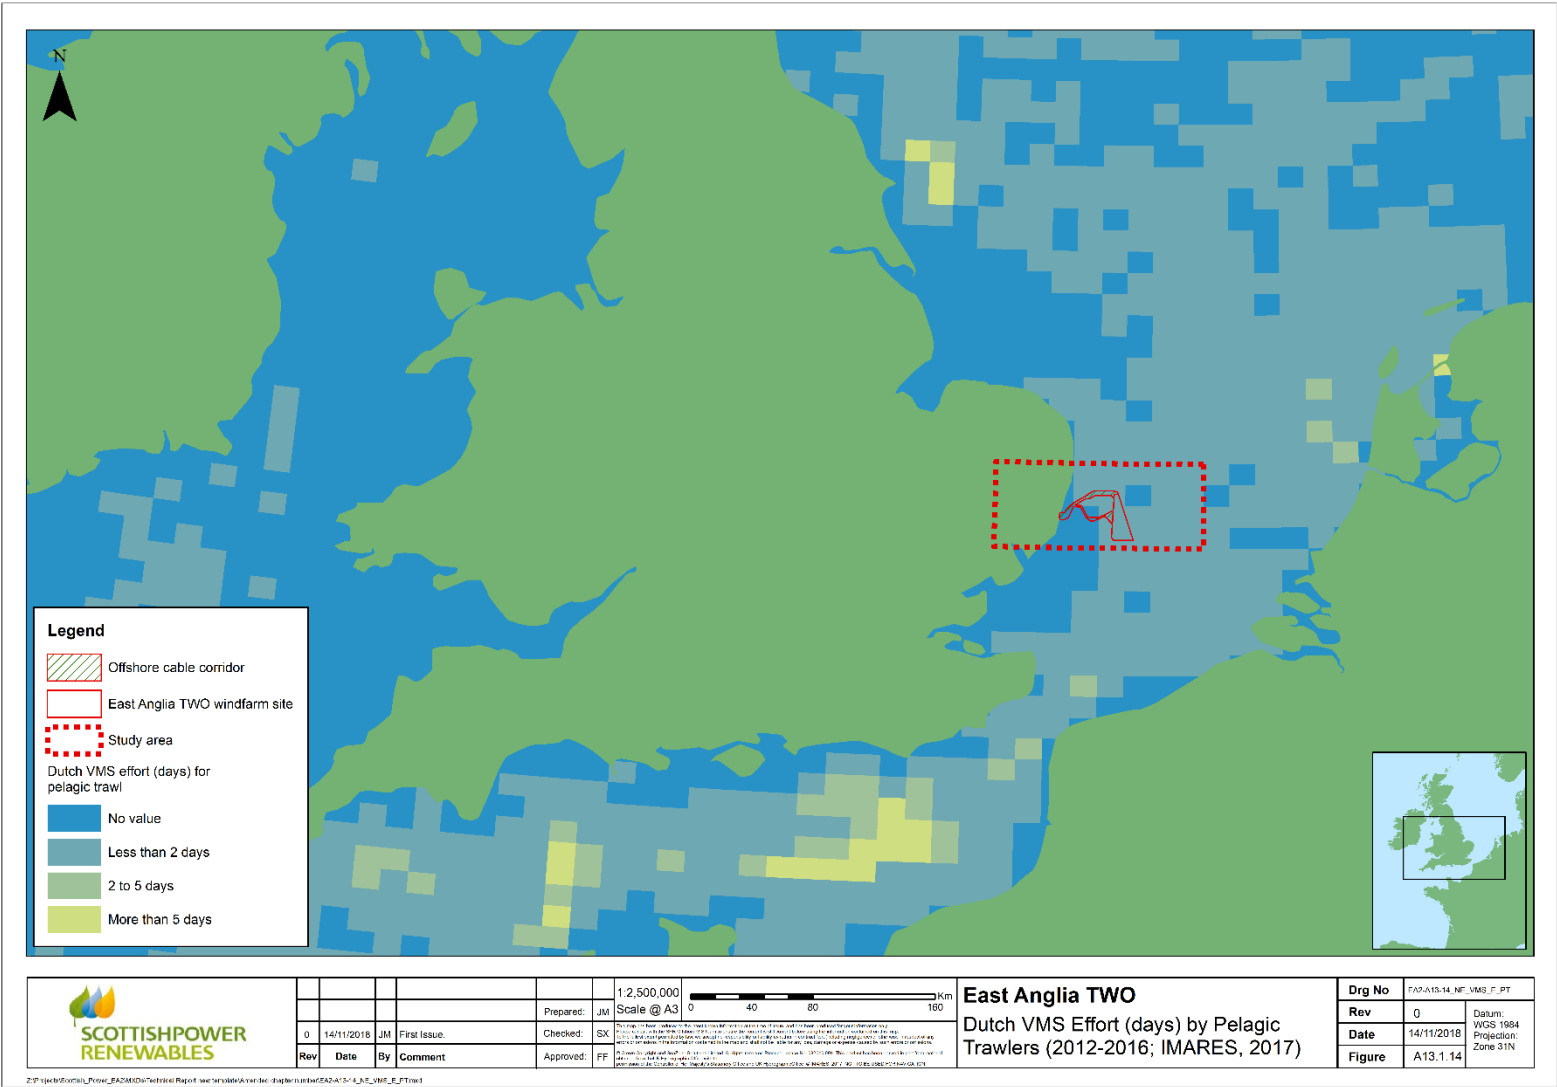 N
Legend
Offshore cable corridor
East Anglia TWO windfarm site
Study area
Dutch VMS effort (days) for
pelagic trawl
No value
Less than 2 days
2 to 5 days
More than 5 days
SCOTTISHPOWER
RENEWABLES
0 14/11/2018 JM First Issue.
Rev Date By Comment
Prepared: JM
Checked: SX
Approved: FF
1:2,500,000
Scale @ A3
0 40 80 160 Km
East Anglia TWO
Dutch VMS Effort (days) by Pelagic
Trawlers (2012-2016; IMARES, 2017)
Drg No EA2-A13-14_NE_VMS_E_PT
Rev 0
Date 14/11/2018
Figure A13.1.14
Datum:
WGS 1984
Projection:
Zone 31N